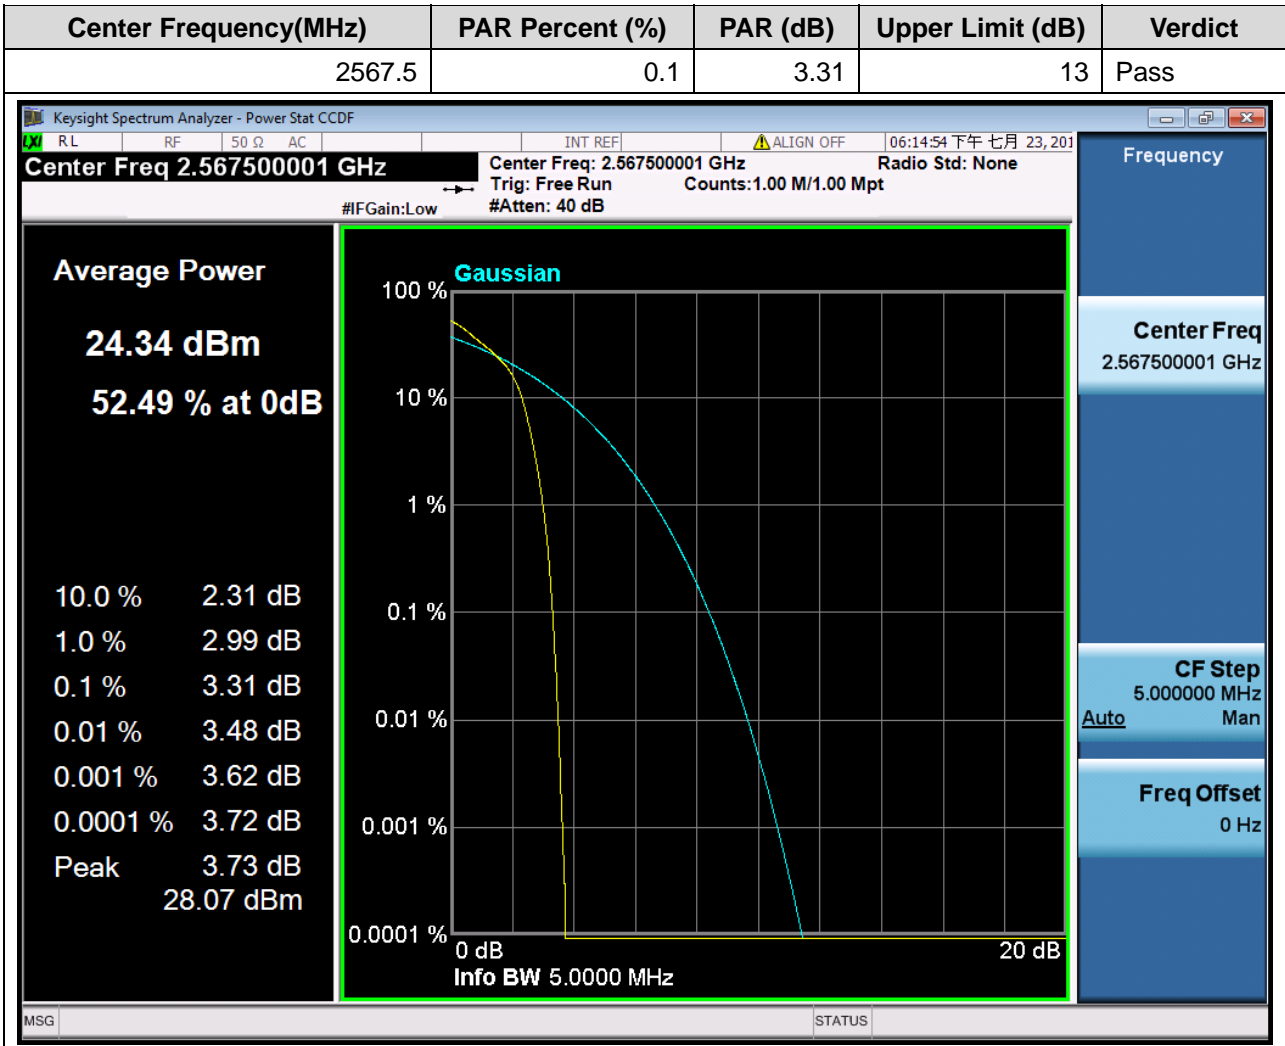 Center Frequency(MHz) PAR Percent (%) PAR (dB) Upper Limit (dB) Verdict
2567.5 0.1 3.31 13 Pass
Keysight Spectrum Analyzer - Power Stat CCDF
LXI RL RF 50 Ω AC INT REF ALIGN OFF 06:14:54 下午 七月 23, 201
Center Freq 2.567500001 GHz
Center Freq: 2.567500001 GHz Radio Std: None
Trig: Free Run Counts:1.00 M/1.00 Mpt
#IFGain:Low #Atten: 40 dB
Average Power
24.34 dBm
52.49 % at 0dB
10.0 % 2.31 dB
1.0 % 2.99 dB
0.1 % 3.31 dB
0.01 % 3.48 dB
0.001 % 3.62 dB
0.0001 % 3.72 dB
Peak 3.73 dB
28.07 dBm
Gaussian
100 %
10 %
1 %
0.1 %
0.01 %
0.001 %
0.0001 %
0 dB 20 dB
Info BW 5.0000 MHz
Frequency
Center Freq
2.567500001 GHz
CF Step
5.000000 MHz
Auto Man
Freq Offset
0 Hz
MSG STATUS